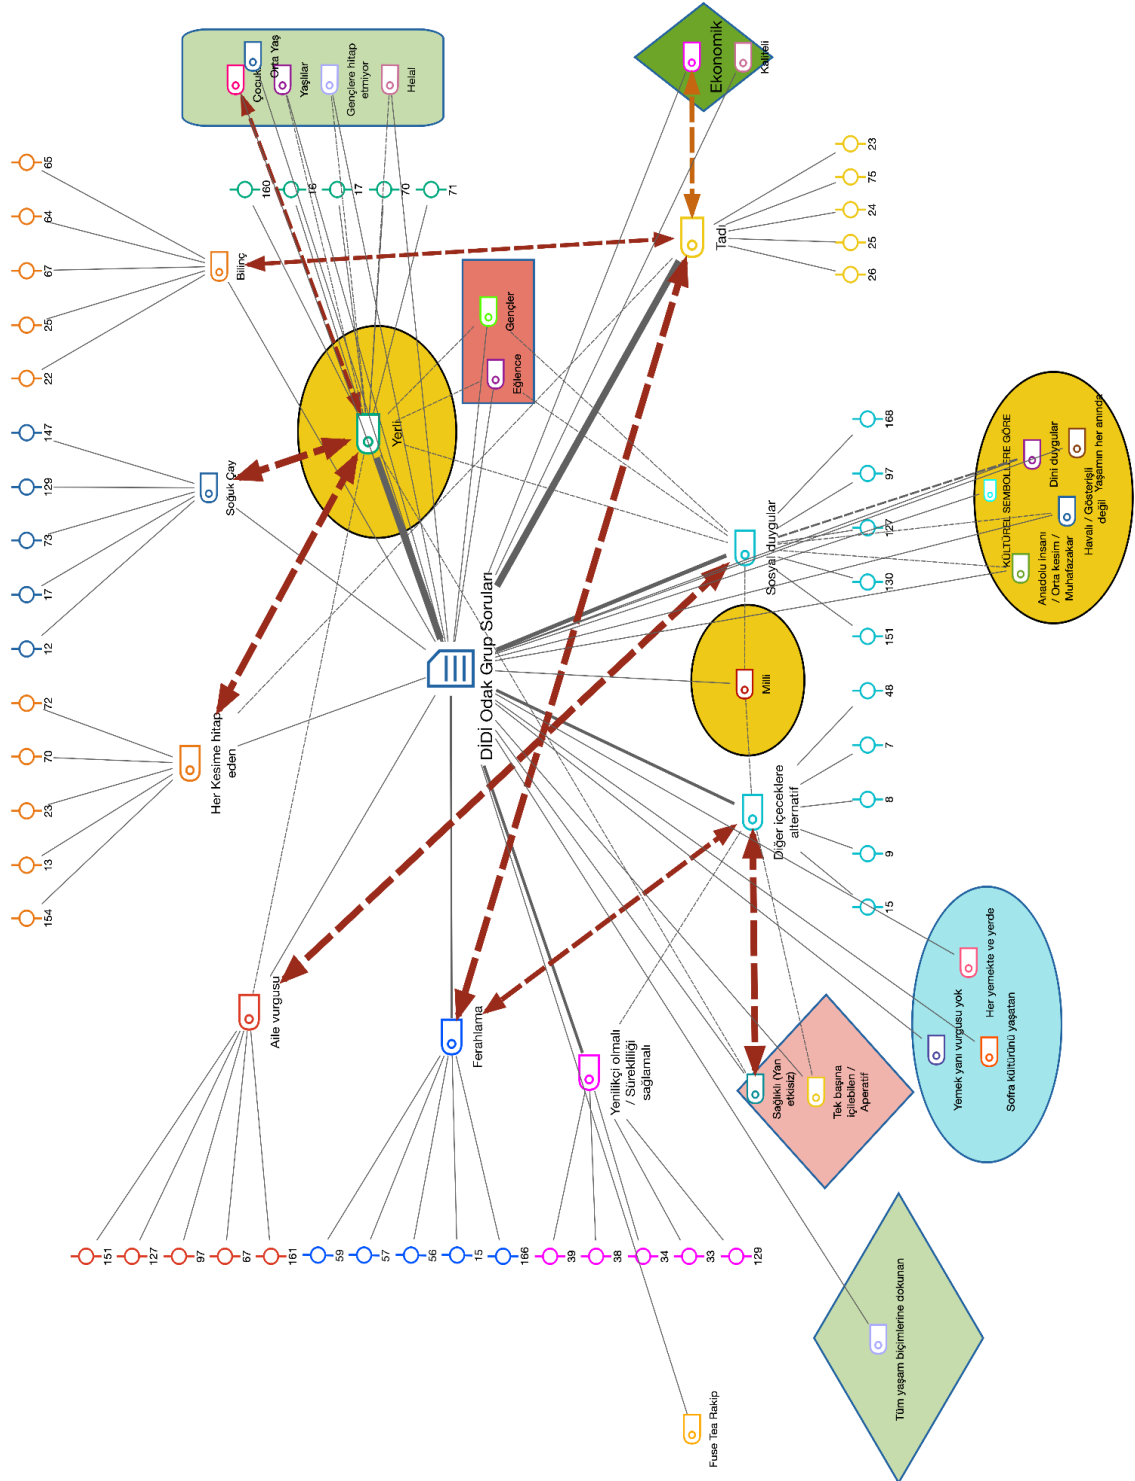 154
13
23
70
72
12
17
73
129
147
22
25
67
64
65
Her Kesime hitap
eden
Soğuk Çay
Bilinç
Çocuk
Orta Yaş
Yaşlılar
Gençlere hitap
etmiyor
Helal
160
16
17
70
71
Aile vurgusu
151
127
97
67
161
Yerli
Ferahlama
59
57
56
15
166
DİDİ Odak Grup Soruları
Eğlence
Gençler
Yenilikçi olmalı
/ Sürekliliği
sağlamalı
39
38
34
33
129
Fuse Tea Rakip
Tadı
Ekonomik
Kaliteli
Sosyal duygular
Milli
Diğer içeceklere
alternatif
Sağlıklı (Yan
etkisiz)
Tek başına
içilebilen /
Aperatif
15
9
8
7
48
151
130
127
97
168
26
25
24
75
23
Tüm yaşam biçimlerine dokunan
Yemek yanı vurgusu yok
Her yemekte ve yerde
Sofra kültürünü yaşatan
KÜLTÜREL SEMBOLLERE GÖRE
Anadolu insanı
/ Orta kesim /
Muhafazakar
Dini duygular
Havalı / Gösterişli
değil
Yaşamın her anında